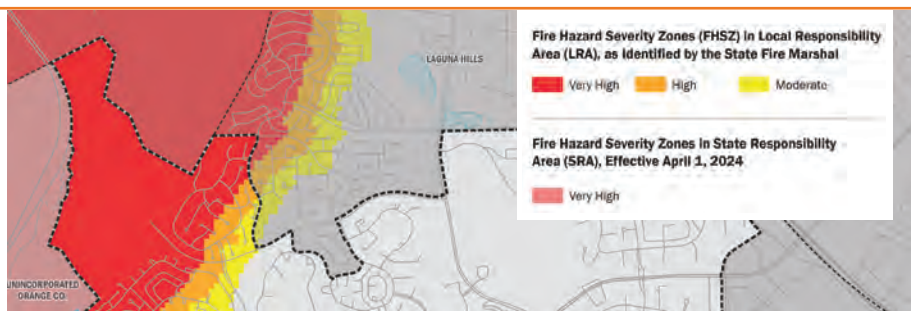 LAGUNA HILLS
Fire Hazard Severity Zones (FHSZ) in Local Responsibility
Area (LRA), as Identified by the State Fire Marshal
Very High
High
Moderate
Fire Hazard Severity Zones in State Responsibility
Area (SRA), Effective April 1, 2024
Very High
UNINCORPORATED
ORANGE CO.